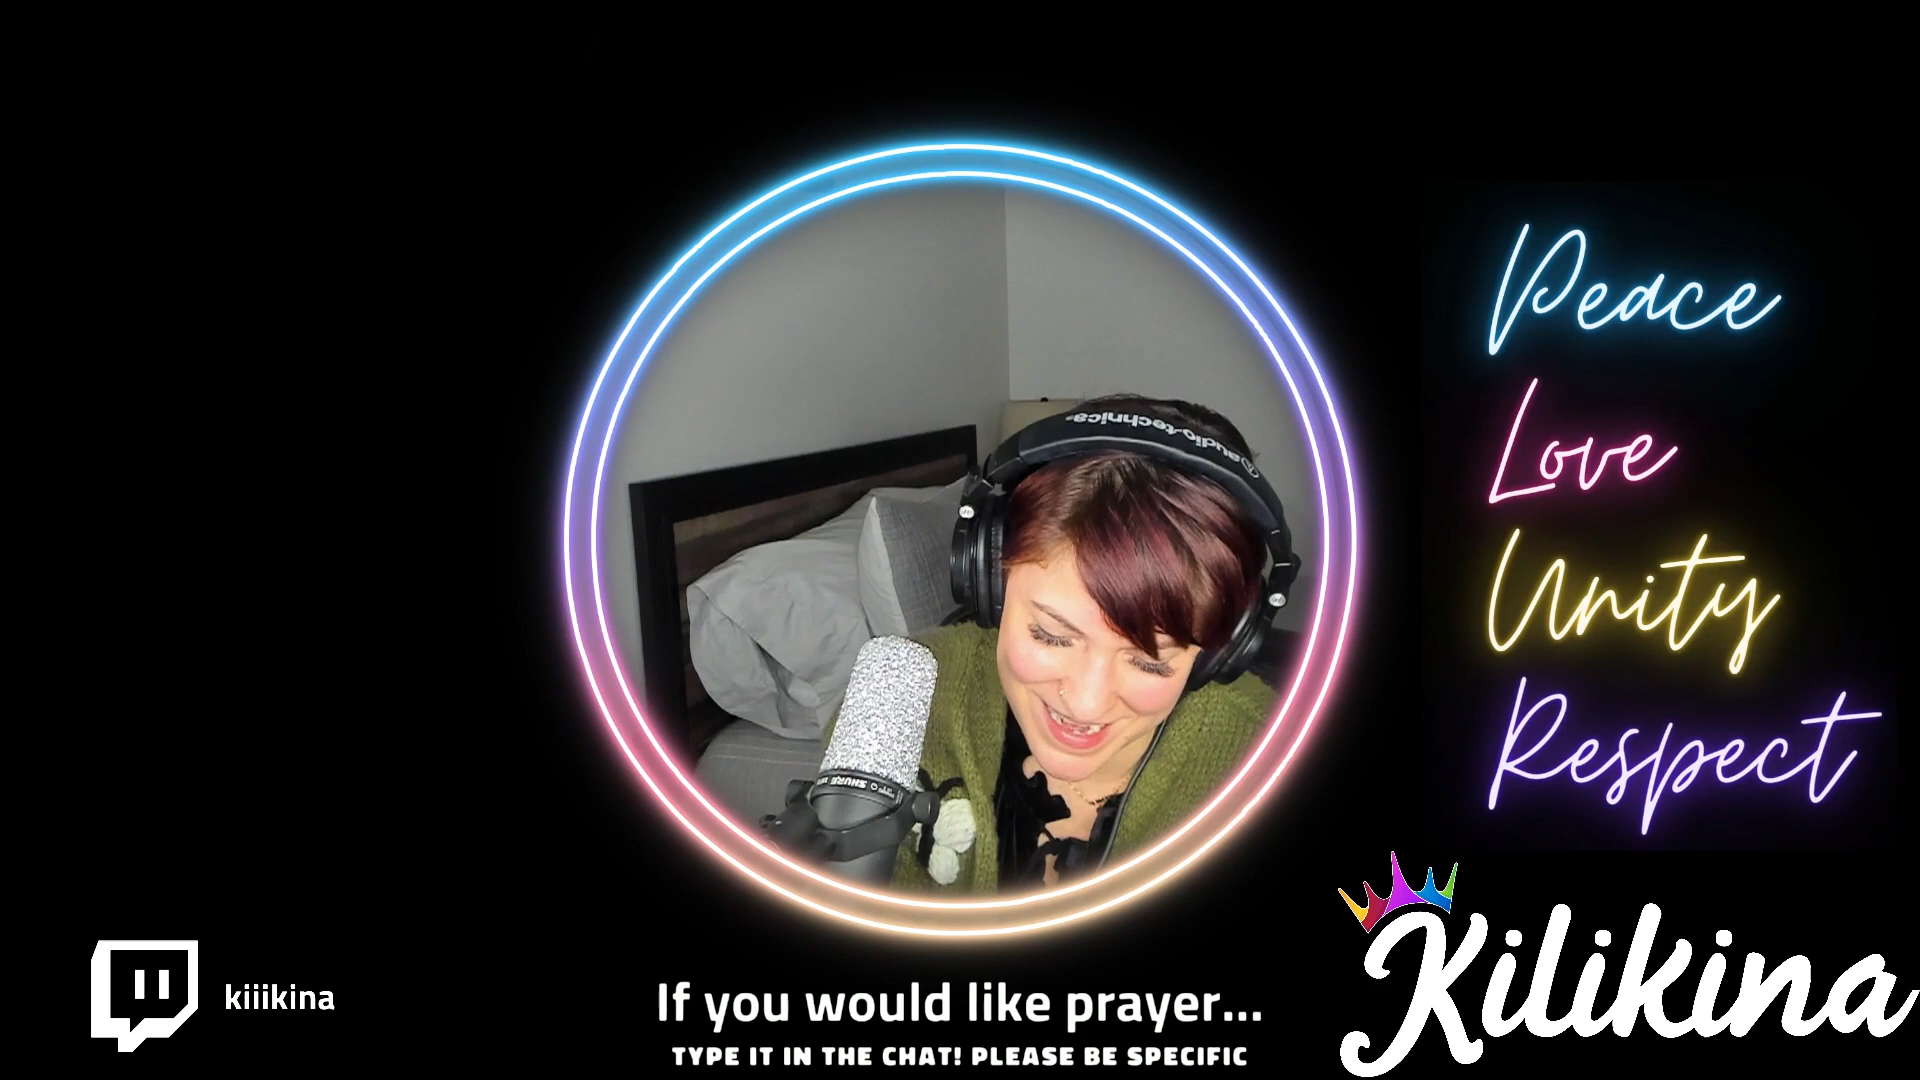 Peace
Love
Unity
Respect
audio-technica
SHURE
kiiikina
If you would like prayer...
TYPE IT IN THE CHAT! PLEASE BE SPECIFIC
Kilikina